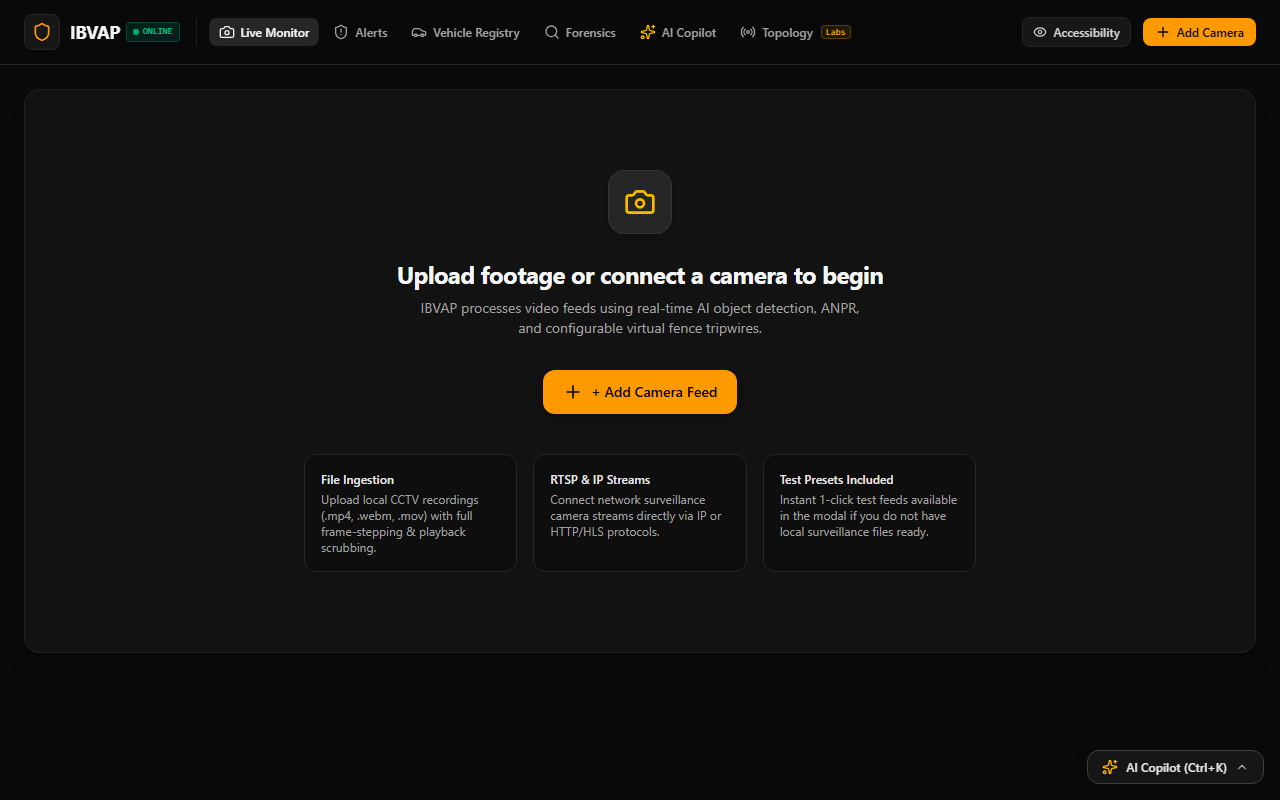 IBVAP
ONLINE
Live Monitor
Alerts
Vehicle Registry
Forensics
AI Copilot
Topology
Labs
Accessibility
Add Camera
Upload footage or connect a camera to begin
IBVAP processes video feeds using real-time AI object detection, ANPR,
and configurable virtual fence tripwires.
+ Add Camera Feed
File Ingestion
Upload local CCTV recordings
(.mp4, .webm, .mov) with full
frame-stepping & playback
scrubbing.
RTSP & IP Streams
Connect network surveillance
camera streams directly via IP or
HTTP/HLS protocols.
Test Presets Included
Instant 1-click test feeds available
in the modal if you do not have
local surveillance files ready.
AI Copilot (Ctrl+K)